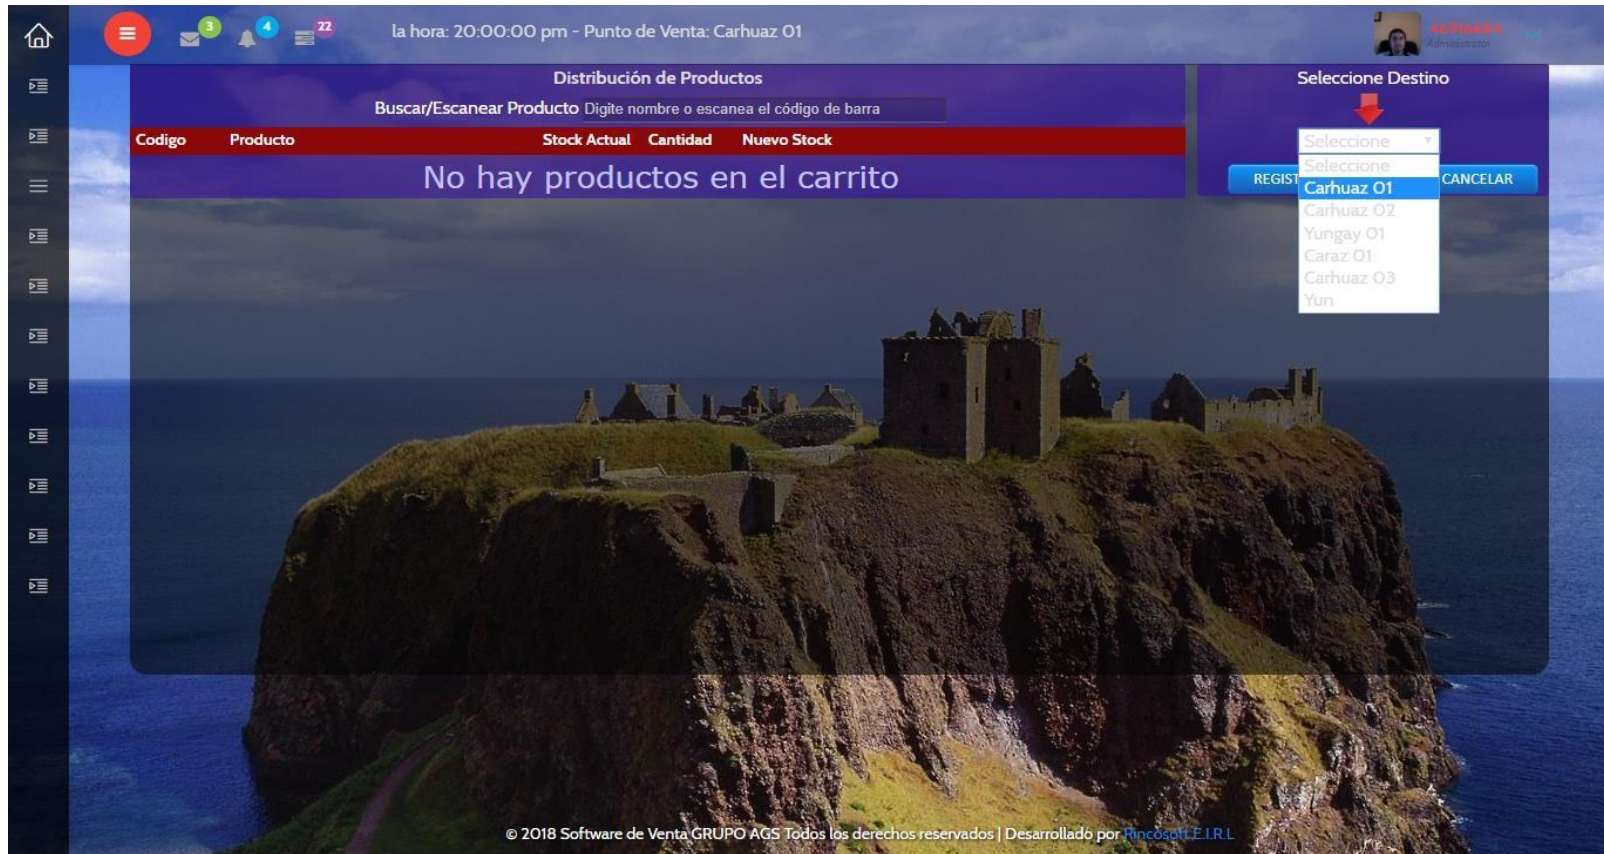 3
4
22
la hora: 20:00:00 pm - Punto de Venta: Carhuaz 01
Administrator
Distribución de Productos
Buscar/Escanear Producto Digite nombre o escanea el código de barra
Codigo Producto Stock Actual Cantidad Nuevo Stock
No hay productos en el carrito
Seleccione Destino
Seleccione
Seleccione
Carhuaz 01
Carhuaz 02
Yungay 01
Caraz 01
Carhuaz 03
Yun
REGIST
CANCELAR
© 2018 Software de Venta GRUPO AGS Todos los derechos reservados | Desarrollado por Rincosoft E.I.R.L